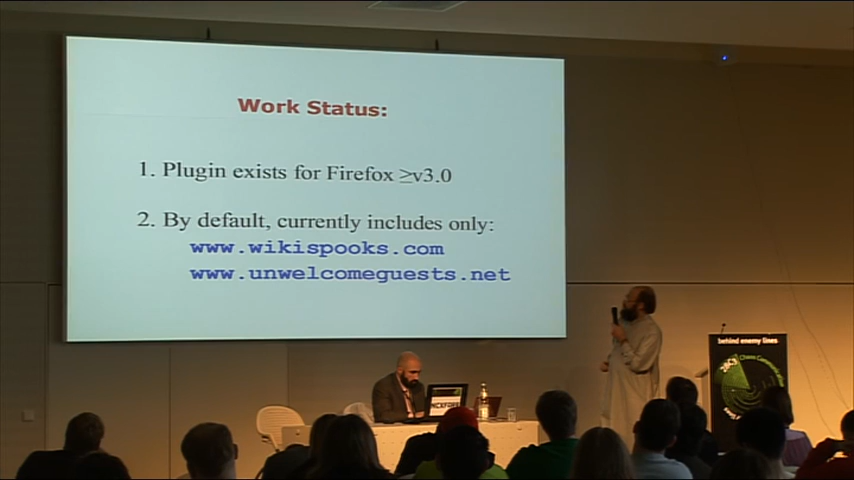 Work Status:
1. Plugin exists for Firefox ≥v3.0
2. By default, currently includes only:
www.wikispooks.com
www.unwelcomeguests.net
behind enemy lines
28C3